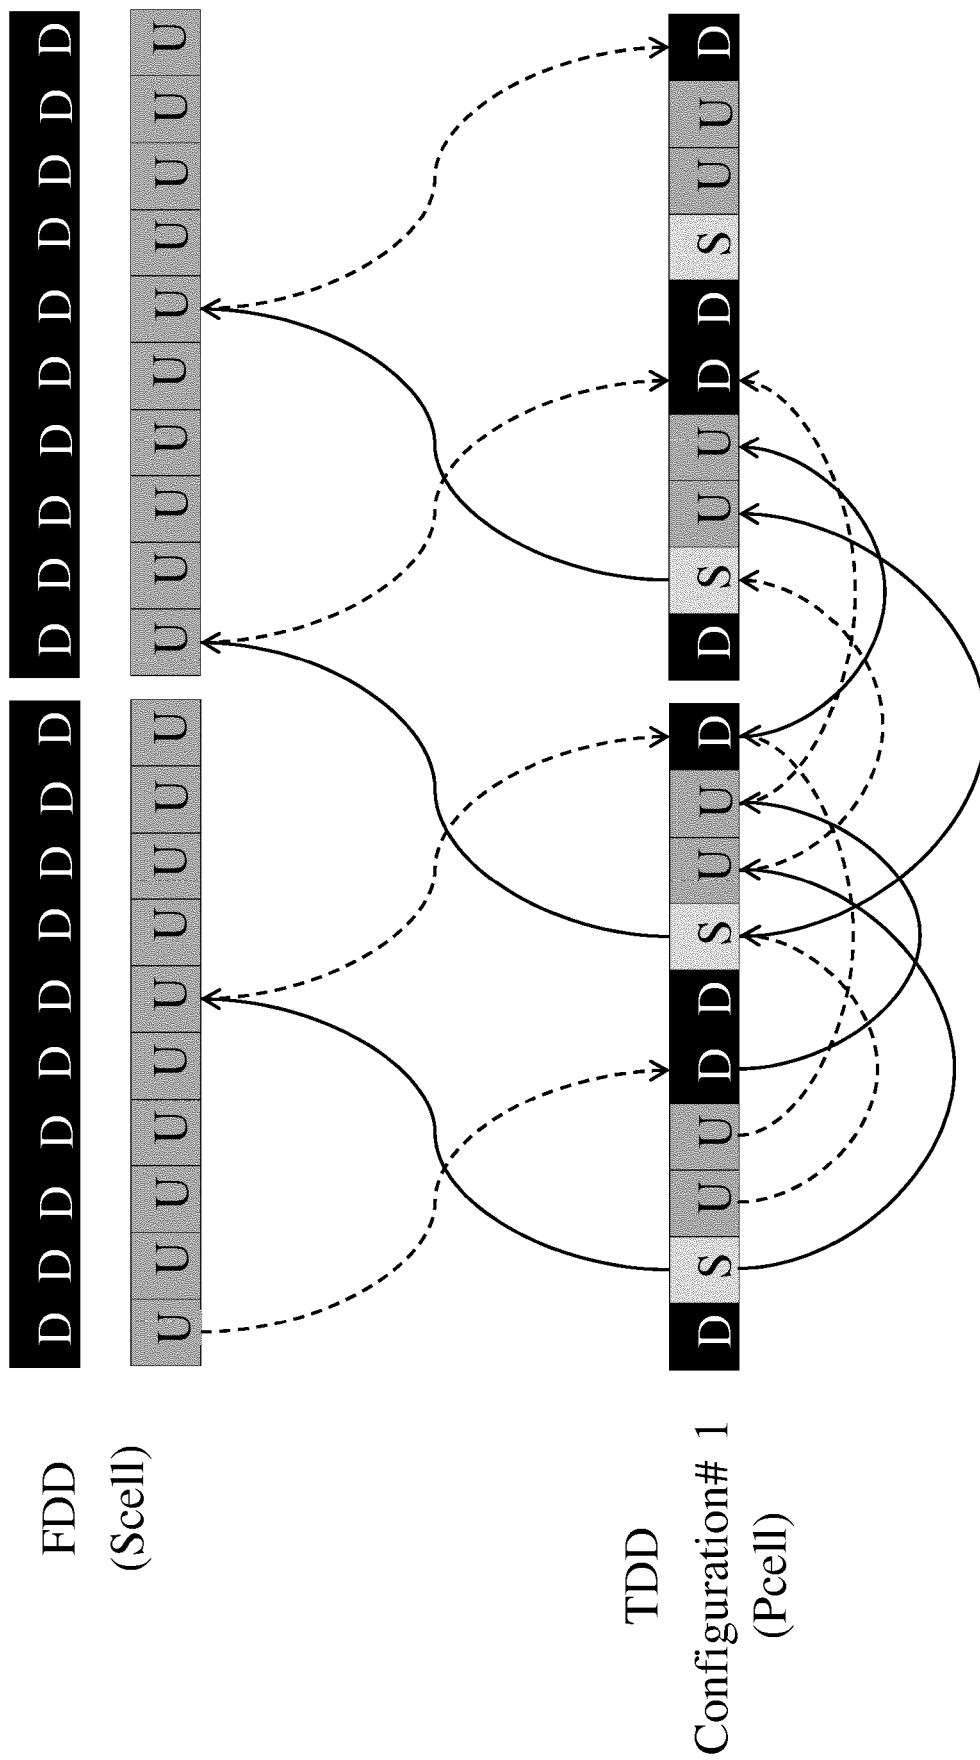 FDD D D D D D D D D D D D D D D D D D D D D
(Scell) U U U U U U U U U U U U U U U U U U U U
TDD
Configuration# 1 D S U U D D S U U D D S U U D D S U U D
(Pcell)